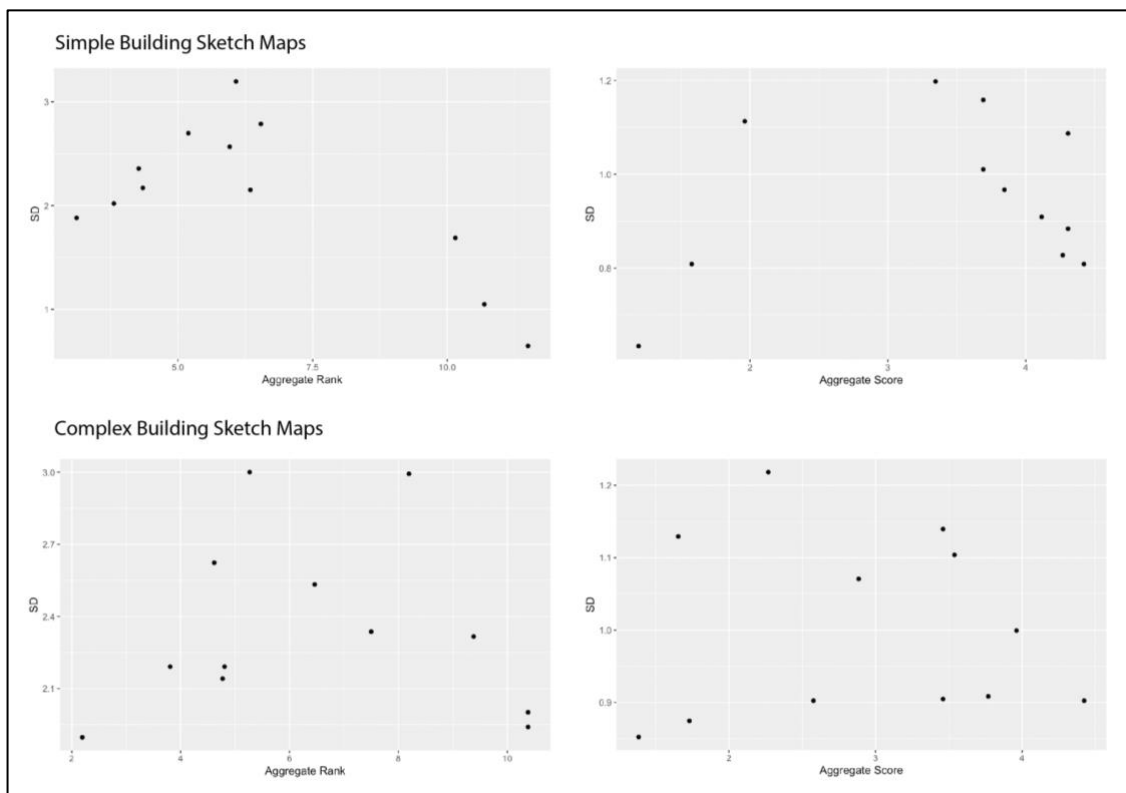 Simple Building Sketch Maps
3
2
1
SD
5.0 7.5 10.0
Aggregate Rank
1.2
1.0
0.8
SD
2 3 4
Aggregate Score
Complex Building Sketch Maps
3.0
2.7
2.4
2.1
SD
2 4 6 8 10
Aggregate Rank
1.2
1.1
1.0
0.9
SD
2 3 4
Aggregate Score